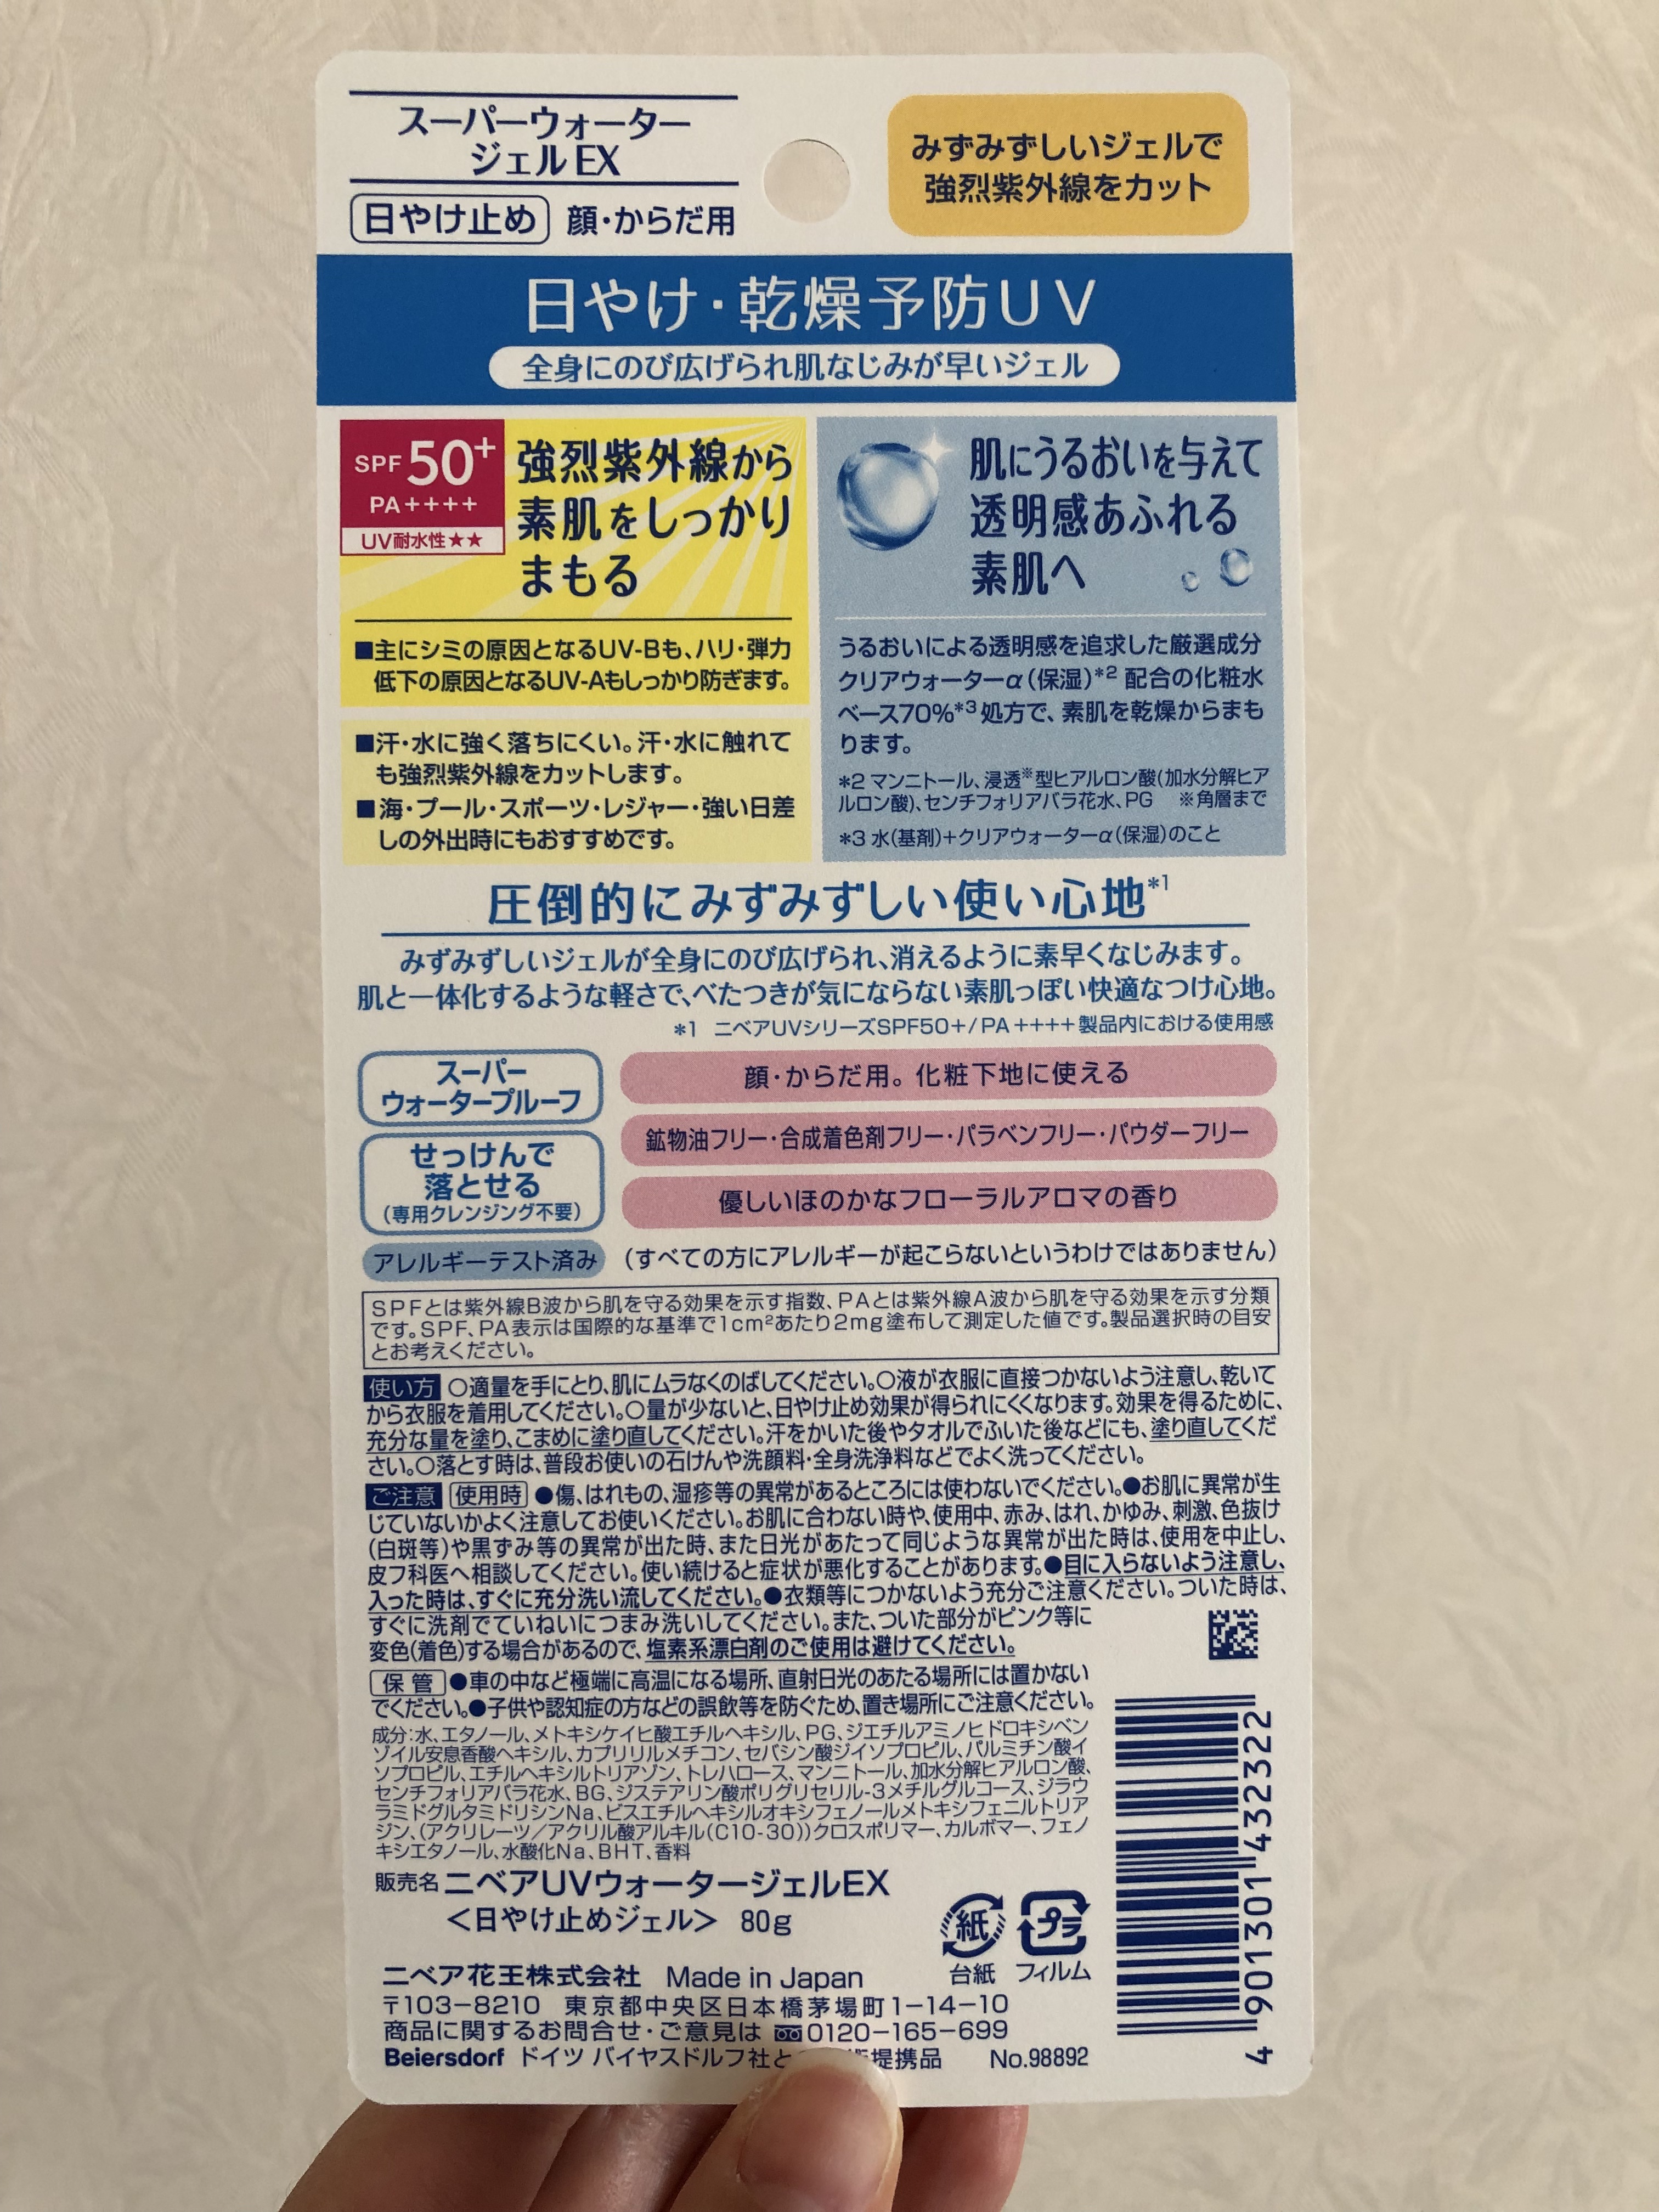 スーパーウォーター
ジェルEX
日やけ止め 顔・からだ用
みずみずしいジェルで
強烈紫外線をカット
日やけ・乾燥予防UV
全身にのび広げられ肌なじみが早いジェル
SPF50+
PA++++
UV耐水性★★
強烈紫外線から
素肌をしっかり
まもる
■主にシミの原因となるUV-Bも、ハリ・弾力
低下の原因となるUV-Aもしっかり防ぎます。
■汗・水に強く落ちにくい。汗・水に触れて
も強烈紫外線をカットします。
■海・プール・スポーツ・レジャー・強い日差
しの外出時にもおすすめです。
肌にうるおいを与えて
透明感あふれる
素肌へ
うるおいによる透明感を追求した厳選成分
クリアウォーターα(保湿)*2 配合の化粧水
ベース70%*3処方で、素肌を乾燥からまも
ります。
*2 マンニトール、浸透※型ヒアルロン酸(加水分解ヒア
ルロン酸)、センチフォリアバラ花水、PG ※角層まで
*3 水(基剤)+クリアウォーターα(保湿)のこと
圧倒的にみずみずしい使い心地*1
みずみずしいジェルが全身にのび広げられ、消えるように素早くなじみます。
肌と一体化するような軽さで、べたつきが気にならない素肌っぽい快適なつけ心地。
*1 ニベアUVシリーズSPF50+/PA++++製品内における使用感
スーパー
ウォータープルーフ
せっけんで
落とせる
(専用クレンジング不要)
顔・からだ用。化粧下地に使える
鉱物油フリー・合成着色剤フリー・パラベンフリー・パウダーフリー
優しいほのかなフローラルアロマの香り
アレルギーテスト済み (すべての方にアレルギーが起こらないというわけではありません)
SPFとは紫外線B波から肌を守る効果を示す指数、PAとは紫外線A波から肌を守る効果を示す分類
です。SPF、PA表示は国際的な基準で1cm²あたり2mg塗布して測定した値です。製品選択時の目安
とお考えください。
使い方 ○適量を手にとり、肌にムラなくのばしてください。○液が衣服に直接つかないよう注意し、乾いて
から衣服を着用してください。○量が少ないと、日やけ止め効果が得られにくくなります。効果を得るために、
充分な量を塗り、こまめに塗り直してください。汗をかいた後やタオルでふいた後などにも、塗り直してくだ
さい。○落とす時は、普段お使いの石けんや洗顔料・全身洗浄料などでよく洗ってください。
ご注意 使用時 ●傷、はれもの、湿疹等の異常があるところには使わないでください。●お肌に異常が生
じていないかよく注意してお使いください。お肌に合わない時や、使用中、赤み、はれ、かゆみ、刺激、色抜け
(白斑等)や黒ずみ等の異常が出た時、また日光があたって同じような異常が出た時は、使用を中止し、
皮フ科医へ相談してください。使い続けると症状が悪化することがあります。●目に入らないよう注意し、
入った時は、すぐに充分洗い流してください。●衣類等につかないよう充分ご注意ください。ついた時は、
すぐに洗剤でていねいにつまみ洗いしてください。また、ついた部分がピンク等に
変色(着色)する場合があるので、塩素系漂白剤のご使用は避けてください。
保管 ●車の中など極端に高温になる場所、直射日光のあたる場所には置かない
でください。●子供や認知症の方などの誤飲等を防ぐため、置き場所にご注意ください。
成分:水、エタノール、メトキシケイヒ酸エチルヘキシル、PG、ジエチルアミノヒドロキシベン
ゾイル安息香酸ヘキシル、カプリリルメチコン、セバシン酸ジイソプロピル、パルミチン酸イ
ソプロピル、エチルヘキシルトリアゾン、トレハロース、マンニトール、加水分解ヒアルロン酸、
センチフォリアバラ花水、BG、ジステアリン酸ポリグリセリル-3メチルグルコース、ジラウ
ラミドグルタミドリシンNa、ビスエチルヘキシルオキシフェノールメトキシフェニルトリア
ジン、(アクリレーツ/アクリル酸アルキル(C10-30))クロスポリマー、カルボマー、フェノ
キシエタノール、水酸化Na、BHT、香料
販売名 ニベアUVウォータージェルEX
<日やけ止めジェル> 80g
紙 プラ
台紙 フィルム
ニベア花王株式会社 Made in Japan
〒103-8210 東京都中央区日本橋茅場町1-14-10
商品に関するお問合せ・ご意見は 0120-165-699
Beiersdorf ドイツ バイヤスドルフ社と 提携品 No.98892
4 901301 432322